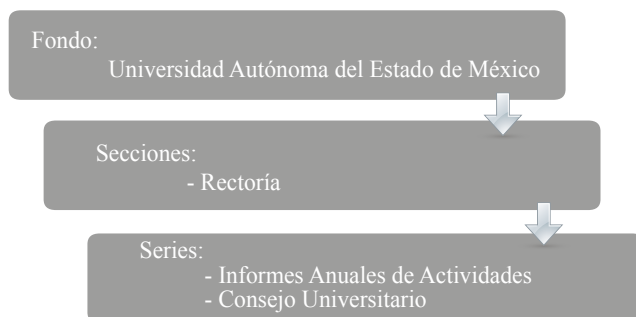 Fondo:
Universidad Autónoma del Estado de México
Secciones:
- Rectoría
Series:
- Informes Anuales de Actividades
- Consejo Universitario